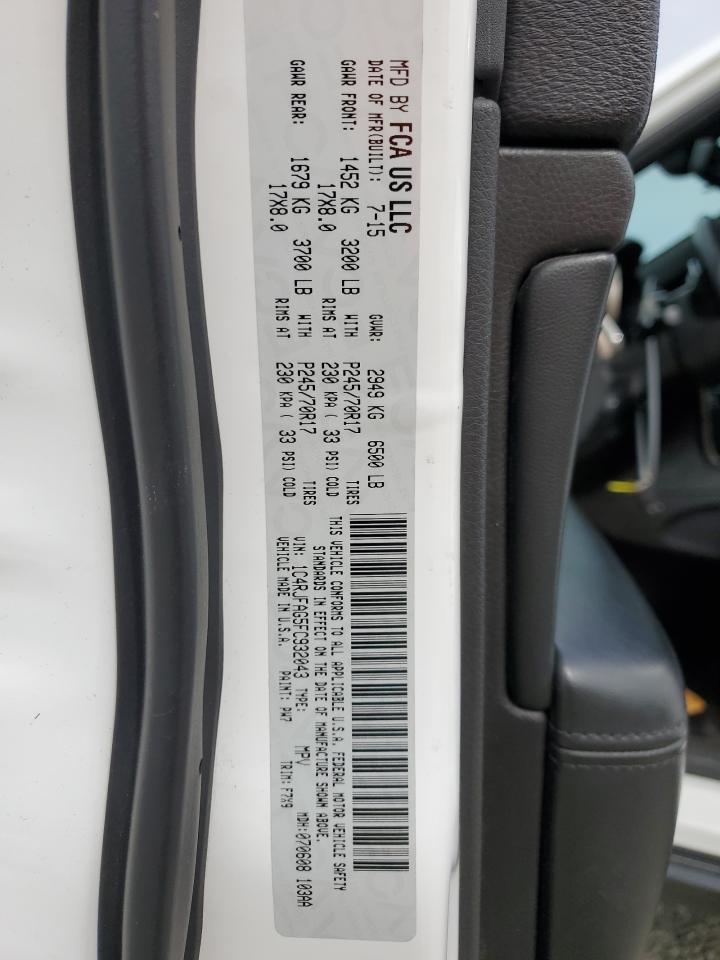 MFD BY FCA US LLC
DATE OF MFR(BUILT): 7-15 GVWR: 2949 KG 6500 LB
GAWR FRONT: 1452 KG 3200 LB WITH P245/70R17 TIRES
17X8.0 RIMS AT 230 KPA ( 33 PSI) COLD
GAWR REAR: 1679 KG 3700 LB WITH P245/70R17 TIRES
17X8.0 RIMS AT 230 KPA ( 33 PSI) COLD
THIS VEHICLE CONFORMS TO ALL APPLICABLE U.S.A. FEDERAL MOTOR VEHICLE SAFETY
STANDARDS IN EFFECT ON THE DATE OF MANUFACTURE SHOWN ABOVE.
VIN: 1C4RJFAG5FC932043 TYPE: MPV MDH:070608 103AA
VEHICLE MADE IN U.S.A. PAINT: PW7 TRIM: F7X9